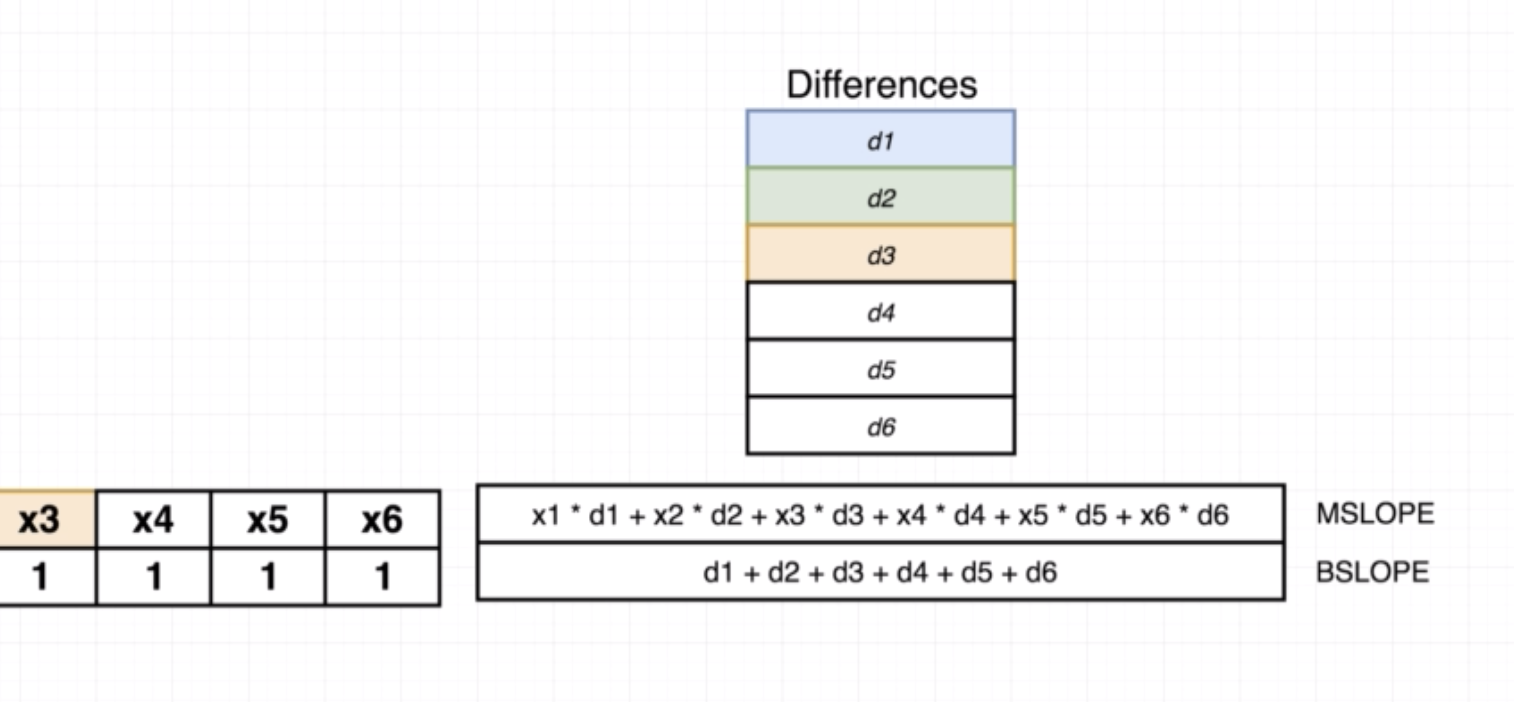 Differences
d1
d2
d3
d4
d5
d6
x3 x4 x5 x6
x1 * d1 + x2 * d2 + x3 * d3 + x4 * d4 + x5 * d5 + x6 * d6 MSLOPE
1 1 1 1
d1 + d2 + d3 + d4 + d5 + d6 BSLOPE